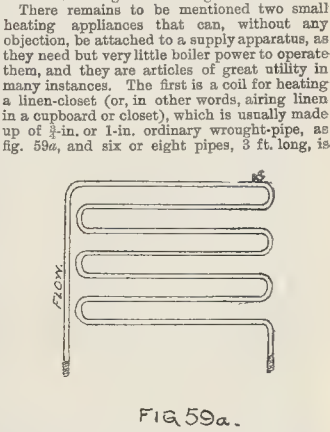 There remains to be mentioned two small
heating appliances that can, without any
objection, be attached to a supply apparatus, as
they need but very little boiler power to operate
them, and they are articles of great utility in
many instances. The first is a coil for heating
a linen-closet (or, in other words, airing linen
in a cupboard or closet), which is usually made
up of ¾-in. or 1-in. ordinary wrought-pipe, as
fig. 59a, and six or eight pipes, 3 ft. long, is
FLOW.
FIG 59a.